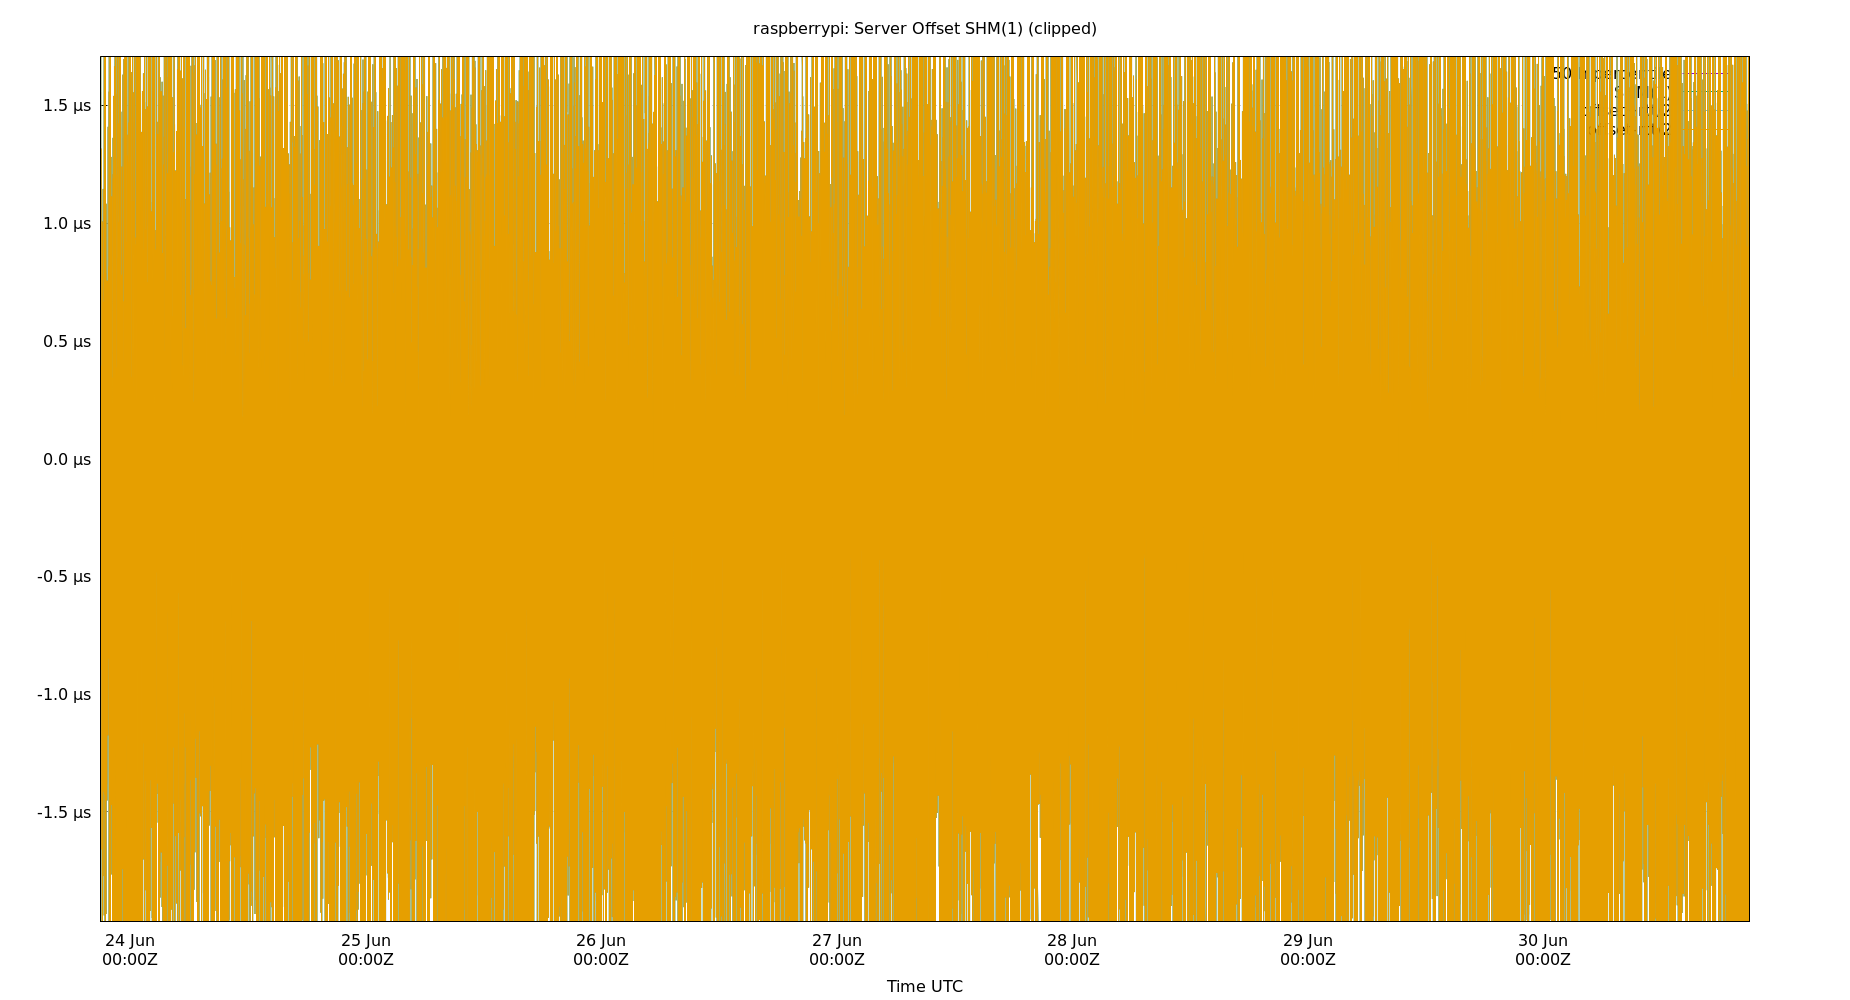 raspberrypi: Server Offset SHM(1) (clipped)
1.5 µs
1.0 µs
0.5 µs
0.0 µs
-0.5 µs
-1.0 µs
-1.5 µs
24 Jun
00:00Z
25 Jun
00:00Z
26 Jun
00:00Z
27 Jun
00:00Z
28 Jun
00:00Z
29 Jun
00:00Z
30 Jun
00:00Z
Time UTC